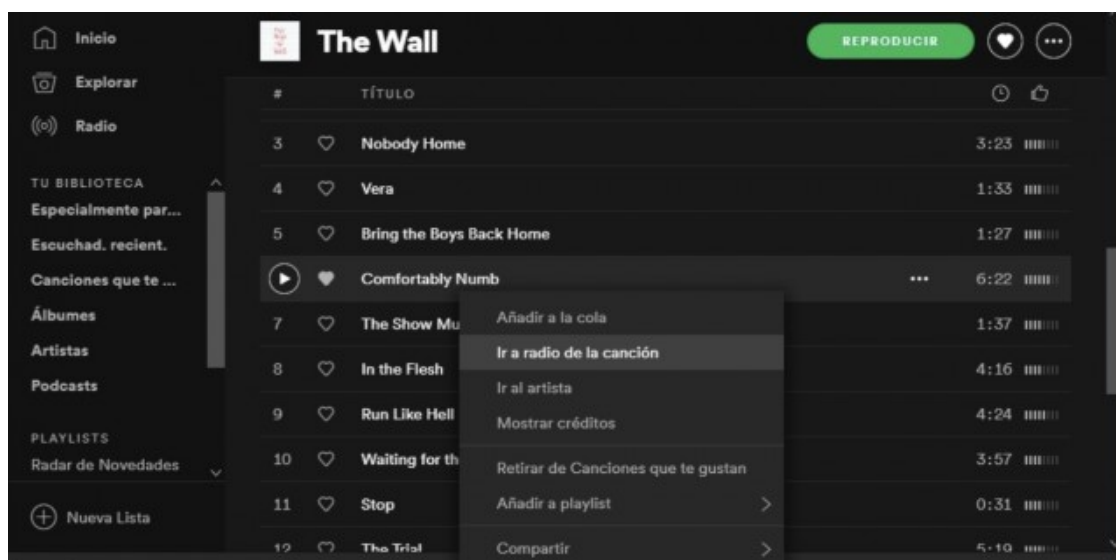 Inicio
Explorar
Radio
TU BIBLIOTECA
Especialmente par...
Escuchad. recient.
Canciones que te ...
Álbumes
Artistas
Podcasts
PLAYLISTS
Radar de Novedades
Nueva Lista
The Wall
REPRODUCIR
# TÍTULO
3 Nobody Home 3:23
4 Vera 1:33
5 Bring the Boys Back Home 1:27
Comfortably Numb ... 6:22
7 The Show Mu 1:37
8 In the Flesh 4:16
9 Run Like Hell 4:24
10 Waiting for th 3:57
11 Stop 0:31
12 The Trial 5:19
Añadir a la cola
Ir a radio de la canción
Ir al artista
Mostrar créditos
Retirar de Canciones que te gustan
Añadir a playlist
Compartir